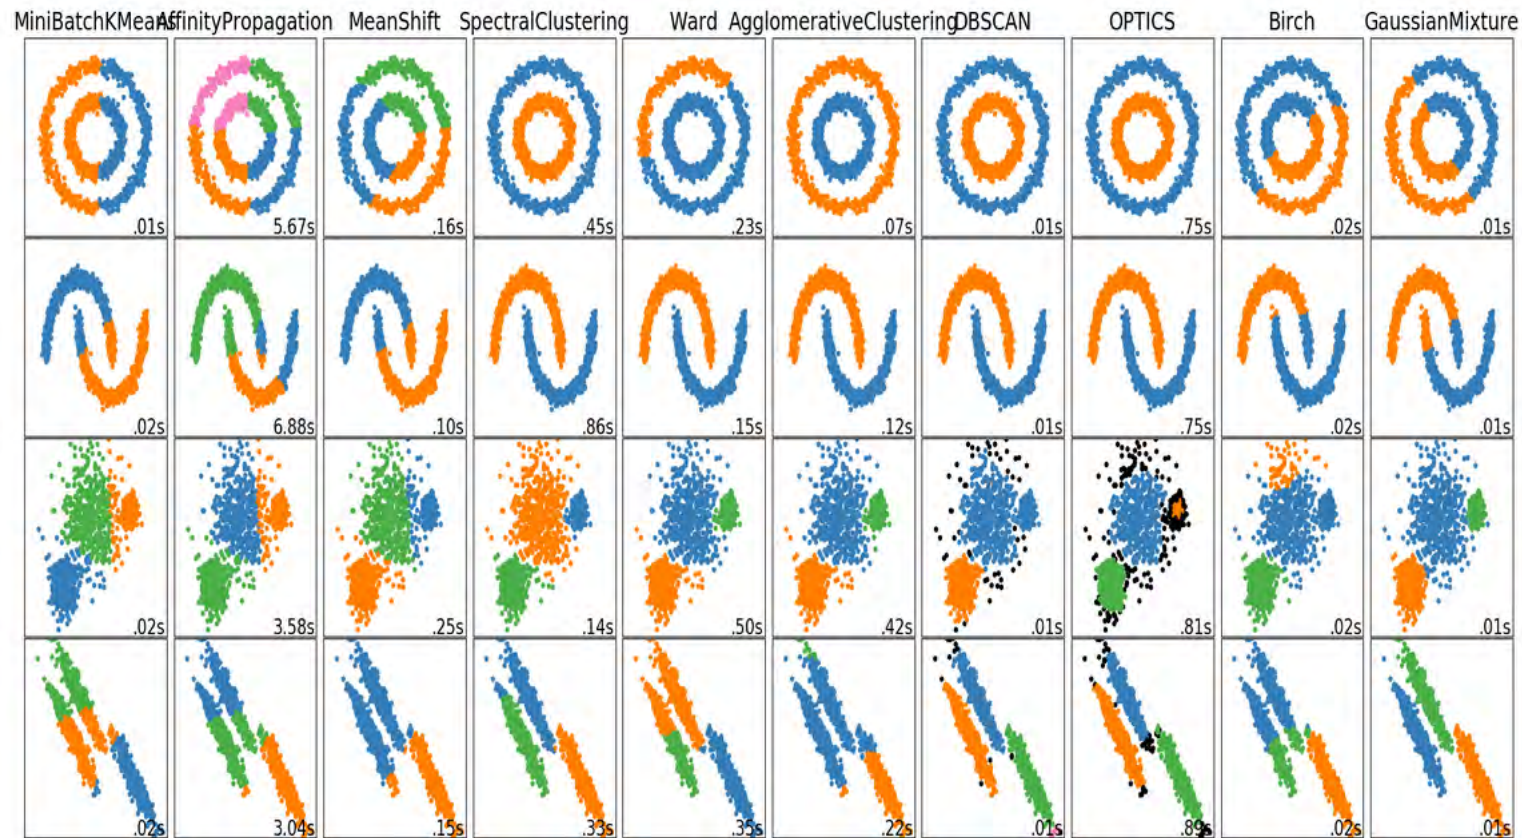 MiniBatchKMeans AffinityPropagation MeanShift SpectralClustering Ward AgglomerativeClustering DBSCAN OPTICS Birch GaussianMixture
.01s 5.67s .16s .45s .23s .07s .01s .75s .02s .01s
.02s 6.88s .10s .86s .15s .12s .01s .75s .02s .01s
.02s 3.58s .25s .14s .50s .42s .01s .81s .02s .01s
.02s 3.04s .15s .33s .35s .22s .01s .89s .02s .01s